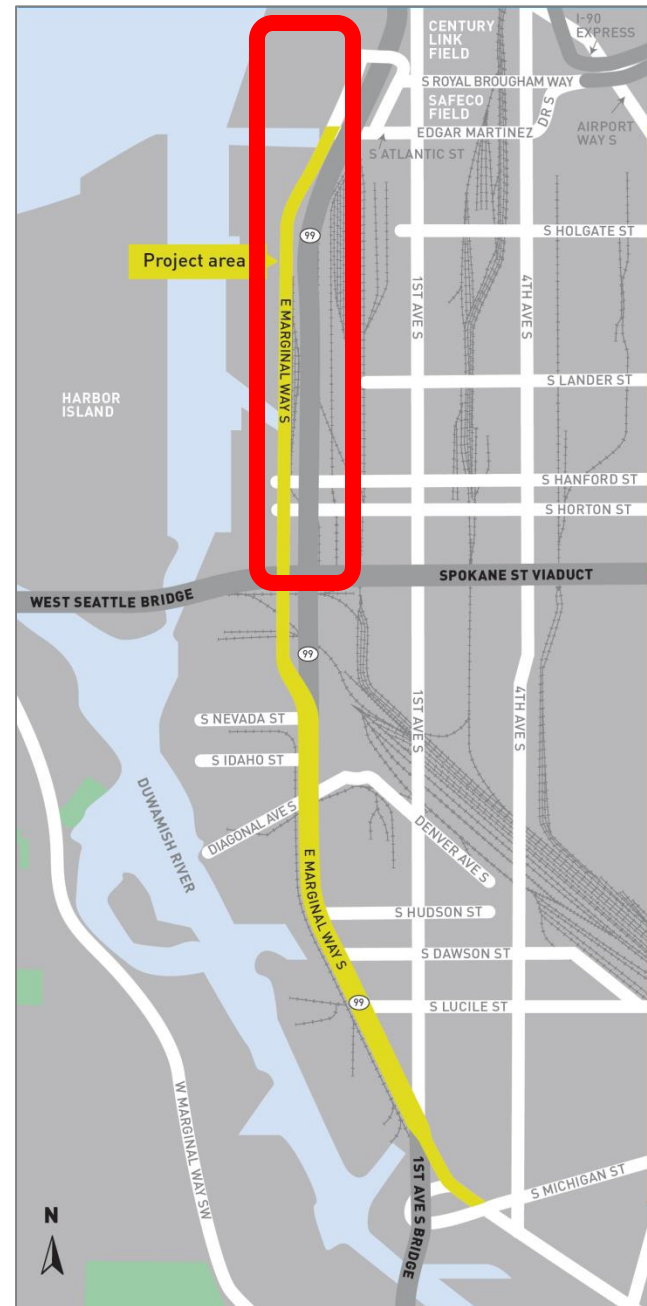 CENTURY
LINK
FIELD
I-90
EXPRESS
S ROYAL BROUGHAM WAY
SAFECO
FIELD
EDGAR MARTINEZ DR S
S ATLANTIC ST
AIRPORT
WAY S
99
S HOLGATE ST
Project area
1ST AVE S
4TH AVE S
E MARGINAL WAY S
S LANDER ST
HARBOR
ISLAND
S HANFORD ST
S HORTON ST
SPOKANE ST VIADUCT
WEST SEATTLE BRIDGE
99
S NEVADA ST
1ST AVE S
4TH AVE S
S IDAHO ST
DUWAMISH RIVER
DIAGONAL AVE S
DENVER AVE S
E MARGINAL WAY S
S HUDSON ST
S DAWSON ST
99
S LUCILE ST
W MARGINAL WAY SW
1ST AVE S BRIDGE
S MICHIGAN ST
N